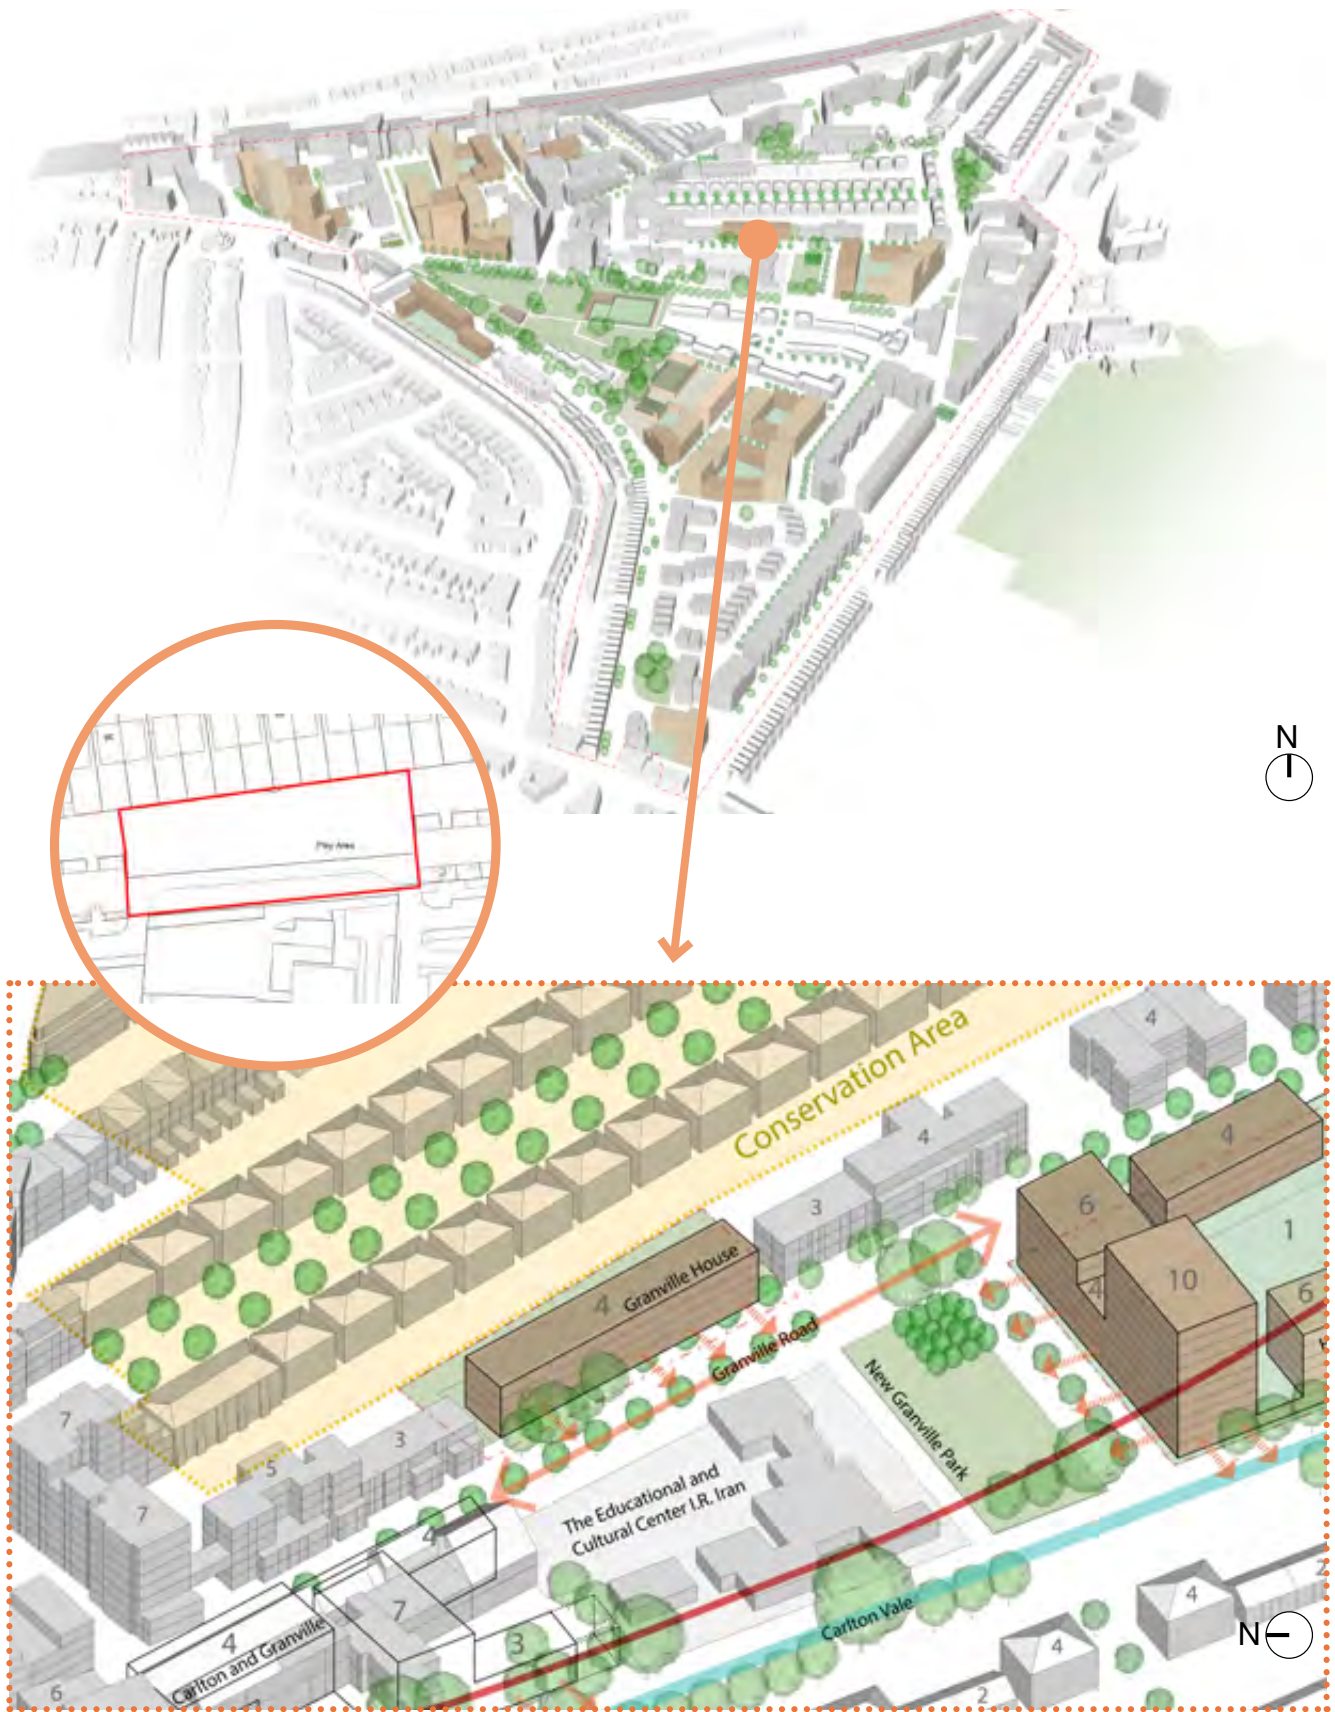 N
Play Area
Conservation Area
4
4
3
4
6
4
10
1
6
4
Granville House
Granville Road
New Granville Park
7
3
5
7
The Educational and
Cultural Center I.R. Iran
4
7
4
3
Carlton and Granville
Carlton Vale
6
4
4
2
2
N